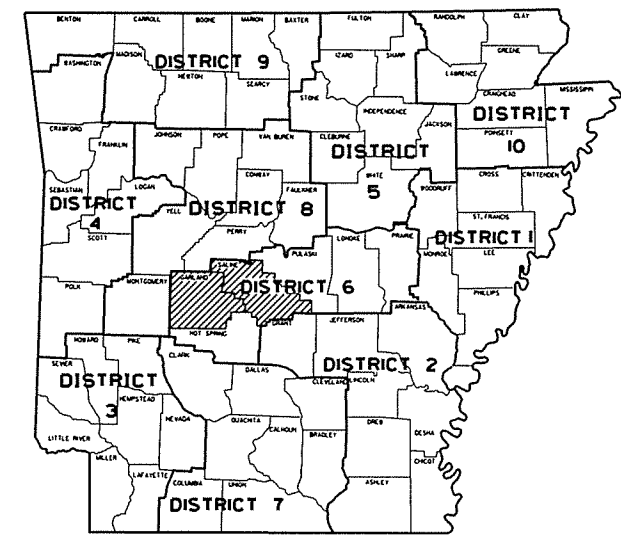 BENTON CARROLL BOONE MARION BAXTER FULTON RANDOLPH CLAY
WASHINGTON MADISON DISTRICT 9 IZARD SHARP GREENE
NEWTON SEARCY LAWRENCE
STONE INDEPENDENCE CRAIGHEAD MISSISSIPPI
DISTRICT
CRAWFORD JOHNSON POPE VAN BUREN CLEBURNE JACKSON POINSETT
FRANKLIN DISTRICT 10
LOGAN CONWAY WHITE CROSS CRITTENDEN
SEBASTIAN FAULKNER 5 WOODRUFF
DISTRICT YELL DISTRICT 8 ST. FRANCIS
4 PERRY LONOKE PRAIRIE DISTRICT 1
SCOTT PULASKI MONROE LEE
SALINE
POLK MONTGOMERY GARLAND DISTRICT 6 PHILLIPS
ARKANSAS
HOT SPRING GRANT JEFFERSON
HOWARD PIKE CLARK
SEVIER DALLAS DISTRICT 2
DISTRICT CLEVELAND LINCOLN
3 HEMPSTEAD
NEVADA OUACHITA CALHOUN DREW
LITTLE RIVER BRADLEY DESHA
MILLER CHICOT
LAFAYETTE COLUMBIA UNION ASHLEY
DISTRICT 7